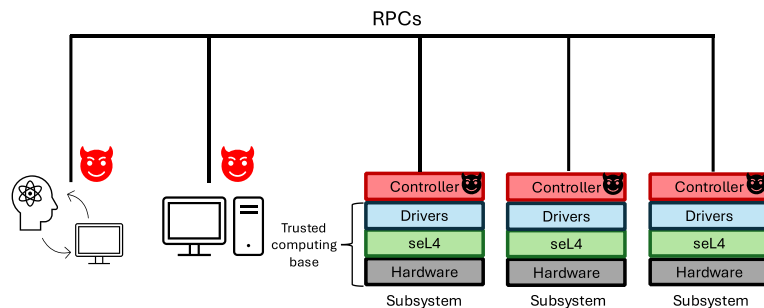 RPCs
Controller Controller Controller
Drivers Drivers Drivers
Trusted
computing
base
seL4 seL4 seL4
Hardware Hardware Hardware
Subsystem Subsystem Subsystem